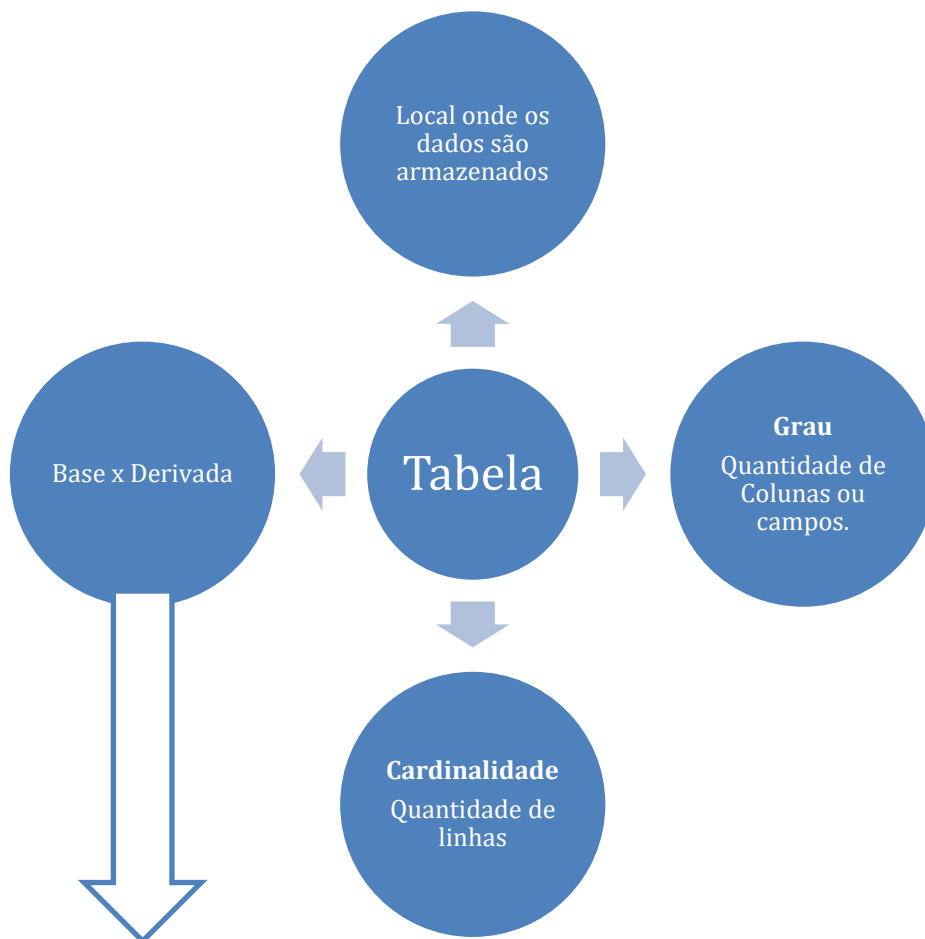 Local onde os
dados são
armazenados
Base x Derivada
Tabela
Grau
Quantidade de
Colunas ou
campos.
Cardinalidade
Quantidade de
linhas